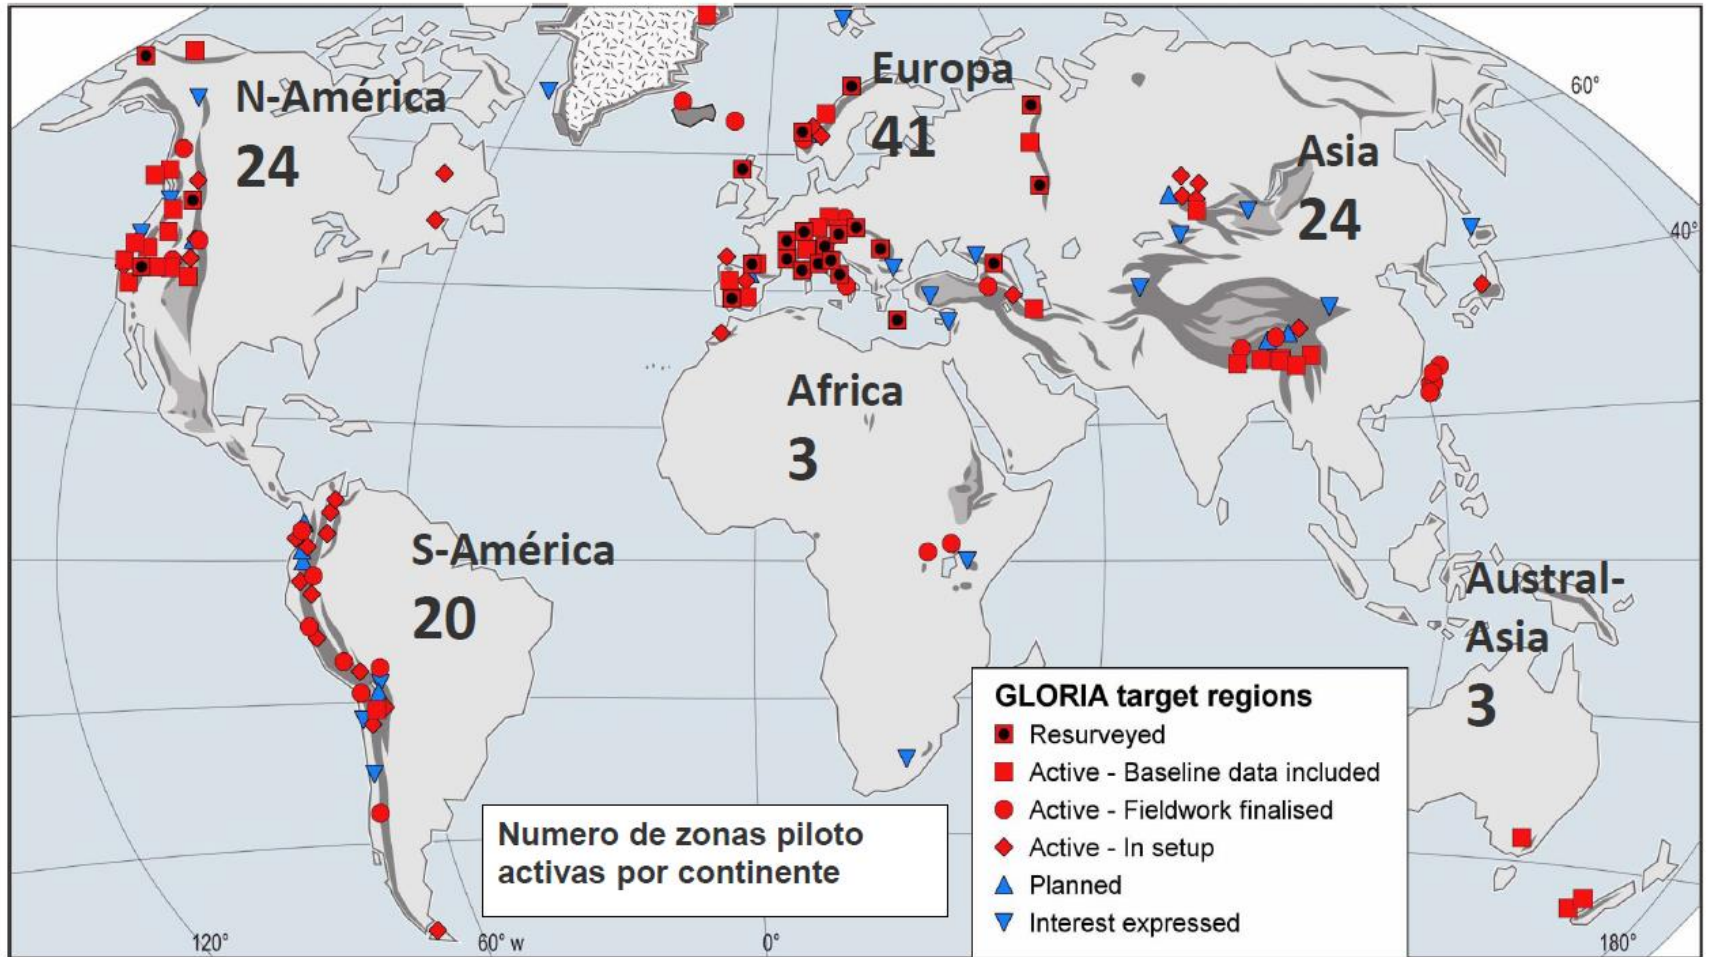 N-América
24
Europa
41
Asia
24
Africa
3
S-América
20
Austral-
Asia
3
60°
40°
GLORIA target regions
Resurveyed
Active - Baseline data included
Active - Fieldwork finalised
Active - In setup
Planned
Interest expressed
Numero de zonas piloto
activas por continente
120°
60° w
0°
180°